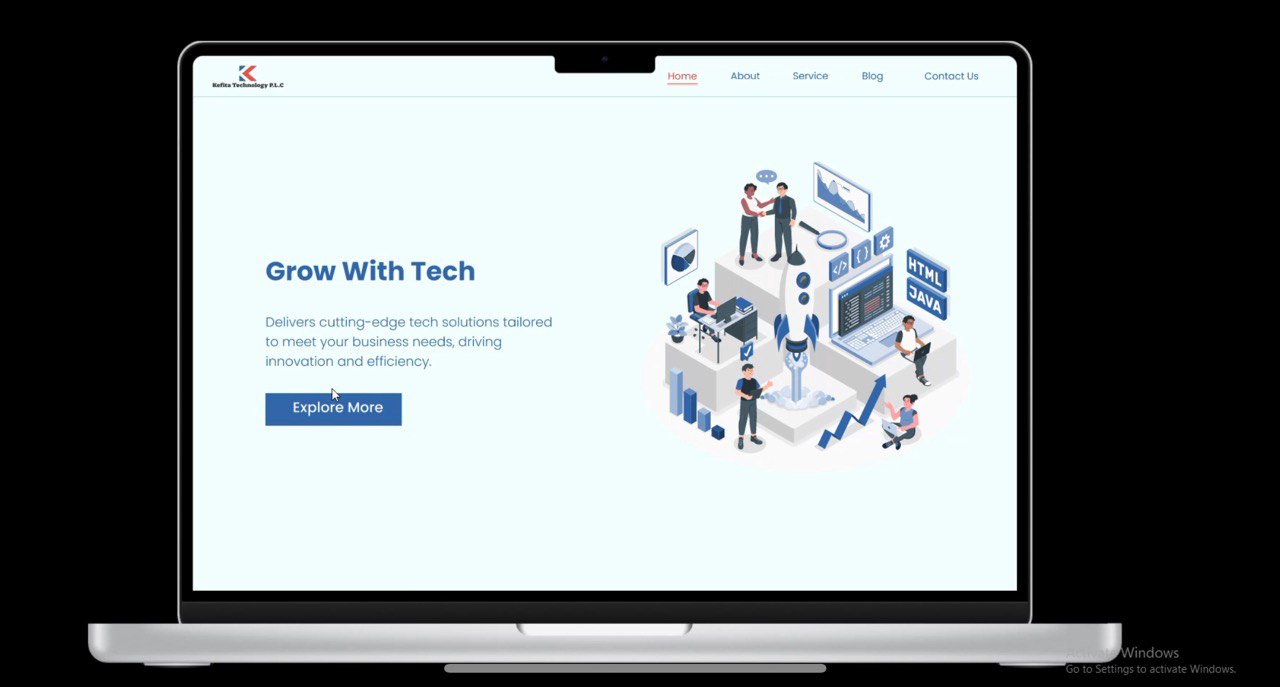 Kefita Technology P.L.C
Home About Service Blog Contact Us
Grow With Tech
Delivers cutting-edge tech solutions tailored
to meet your business needs, driving
innovation and efficiency.
Explore More
</>
{ }
HTML
JAVA
Activate Windows
Go to Settings to activate Windows.